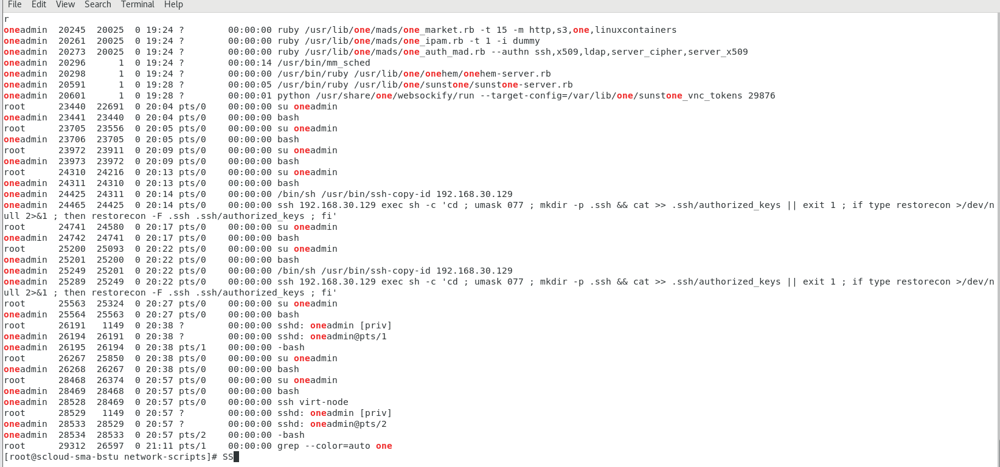 File Edit View Search Terminal Help
r
oneadmin 20245 20025 0 19:24 ? 00:00:00 ruby /usr/lib/one/mads/one_market.rb -t 15 -m http,s3,one,linuxcontainers
oneadmin 20261 20025 0 19:24 ? 00:00:00 ruby /usr/lib/one/mads/one_ipam.rb -t 1 -i dummy
oneadmin 20273 20025 0 19:24 ? 00:00:00 ruby /usr/lib/one/mads/one_auth_mad.rb --authn ssh,x509,ldap,server_cipher,server_x509
oneadmin 20296 1 0 19:24 ? 00:00:14 /usr/bin/mm_sched
oneadmin 20298 1 0 19:24 ? 00:00:00 /usr/bin/ruby /usr/lib/one/onehem/onehem-server.rb
oneadmin 20591 1 0 19:28 ? 00:00:05 /usr/bin/ruby /usr/lib/one/sunstone/sunstone-server.rb
oneadmin 20601 1 0 19:28 ? 00:00:01 python /usr/share/one/websockify/run --target-config=/var/lib/one/sunstone_vnc_tokens 29876
root 23440 22691 0 20:04 pts/0 00:00:00 su oneadmin
oneadmin 23441 23440 0 20:04 pts/0 00:00:00 bash
root 23705 23556 0 20:05 pts/0 00:00:00 su oneadmin
oneadmin 23706 23705 0 20:05 pts/0 00:00:00 bash
root 23972 23911 0 20:09 pts/0 00:00:00 su oneadmin
oneadmin 23973 23972 0 20:09 pts/0 00:00:00 bash
root 24310 24216 0 20:13 pts/0 00:00:00 su oneadmin
oneadmin 24311 24310 0 20:13 pts/0 00:00:00 bash
oneadmin 24425 24311 0 20:14 pts/0 00:00:00 /bin/sh /usr/bin/ssh-copy-id 192.168.30.129
oneadmin 24465 24425 0 20:14 pts/0 00:00:00 ssh 192.168.30.129 exec sh -c 'cd ; umask 077 ; mkdir -p .ssh && cat >> .ssh/authorized_keys || exit 1 ; if type restorecon >/dev/n
ull 2>&1 ; then restorecon -F .ssh .ssh/authorized_keys ; fi'
root 24741 24580 0 20:17 pts/0 00:00:00 su oneadmin
oneadmin 24742 24741 0 20:17 pts/0 00:00:00 bash
root 25200 25093 0 20:22 pts/0 00:00:00 su oneadmin
oneadmin 25201 25200 0 20:22 pts/0 00:00:00 bash
oneadmin 25249 25201 0 20:22 pts/0 00:00:00 /bin/sh /usr/bin/ssh-copy-id 192.168.30.129
oneadmin 25289 25249 0 20:22 pts/0 00:00:00 ssh 192.168.30.129 exec sh -c 'cd ; umask 077 ; mkdir -p .ssh && cat >> .ssh/authorized_keys || exit 1 ; if type restorecon >/dev/n
ull 2>&1 ; then restorecon -F .ssh .ssh/authorized_keys ; fi'
root 25563 25324 0 20:27 pts/0 00:00:00 su oneadmin
oneadmin 25564 25563 0 20:27 pts/0 00:00:00 bash
root 26191 1149 0 20:38 ? 00:00:00 sshd: oneadmin [priv]
oneadmin 26194 26191 0 20:38 ? 00:00:00 sshd: oneadmin@pts/1
oneadmin 26195 26194 0 20:38 pts/1 00:00:00 -bash
root 26267 25850 0 20:38 pts/0 00:00:00 su oneadmin
oneadmin 26268 26267 0 20:38 pts/0 00:00:00 bash
root 28468 26374 0 20:57 pts/0 00:00:00 su oneadmin
oneadmin 28469 28468 0 20:57 pts/0 00:00:00 bash
oneadmin 28528 28469 0 20:57 pts/0 00:00:00 ssh virt-node
root 28529 1149 0 20:57 ? 00:00:00 sshd: oneadmin [priv]
oneadmin 28533 28529 0 20:57 ? 00:00:00 sshd: oneadmin@pts/2
oneadmin 28534 28533 0 20:57 pts/2 00:00:00 -bash
root 29312 26597 0 21:11 pts/1 00:00:00 grep --color=auto one
[root@scloud-sma-bstu network-scripts]# SS